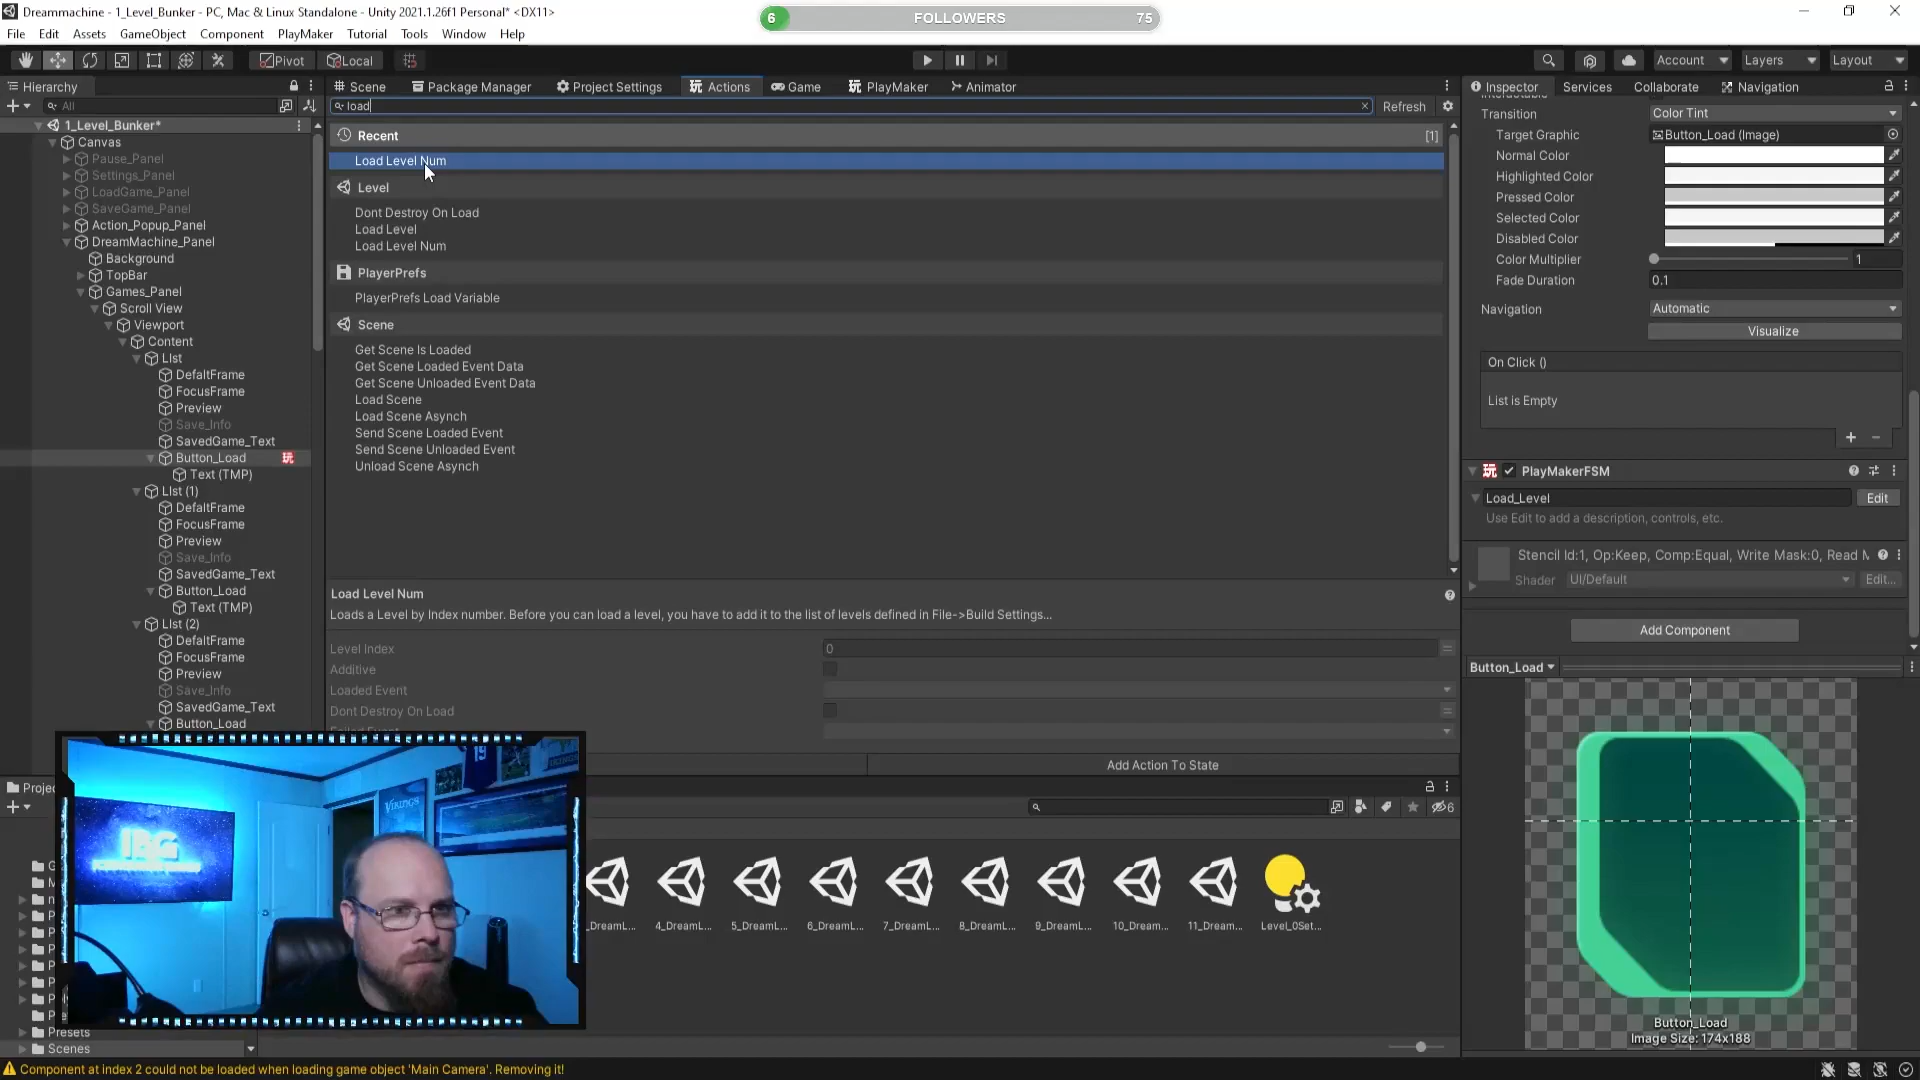 Dreammachine - 1_Level_Bunker - PC, Mac & Linux Standalone - Unity 2021.1.26f1 Personal* <DX11>
6 FOLLOWERS 75
File Edit Assets GameObject Component PlayMaker Tutorial Tools Window Help
Pivot Local Account Layers Layout
Hierarchy
All
1_Level_Bunker*
Canvas
Pause_Panel
Settings_Panel
LoadGame_Panel
SaveGame_Panel
Action_Popup_Panel
DreamMachine_Panel
Background
TopBar
Games_Panel
Scroll View
Viewport
Content
LIst
DefaltFrame
FocusFrame
Preview
Save_Info
SavedGame_Text
Button_Load
Text (TMP)
LIst (1)
DefaltFrame
FocusFrame
Preview
Save_Info
SavedGame_Text
Button_Load
Text (TMP)
LIst (2)
DefaltFrame
FocusFrame
Preview
Save_Info
SavedGame_Text
Button_Load
Scene Package Manager Project Settings Actions Game PlayMaker Animator
load
Refresh
Recent [1]
Load Level Num
Level
Dont Destroy On Load
Load Level
Load Level Num
PlayerPrefs
PlayerPrefs Load Variable
Scene
Get Scene Is Loaded
Get Scene Loaded Event Data
Get Scene Unloaded Event Data
Load Scene
Load Scene Asynch
Send Scene Loaded Event
Send Scene Unloaded Event
Unload Scene Asynch
Load Level Num
Loads a Level by Index number. Before you can load a level, you have to add it to the list of levels defined in File->Build Settings...
Level Index 0
Additive
Loaded Event
Dont Destroy On Load
Add Action To State
Inspector Services Collaborate Navigation
Transition Color Tint
Target Graphic Button_Load (Image)
Normal Color
Highlighted Color
Pressed Color
Selected Color
Disabled Color
Color Multiplier 1
Fade Duration 0.1
Navigation Automatic
Visualize
On Click ()
List is Empty
PlayMakerFSM
Load_Level Edit
Use Edit to add a description, controls, etc.
Stencil Id:1, Op:Keep, Comp:Equal, Write Mask:0, Read M
Shader UI/Default Edit...
Add Component
Button_Load
Button_Load
Image Size: 174x188
6
_DreamL... 4_DreamL... 5_DreamL... 6_DreamL... 7_DreamL... 8_DreamL... 9_DreamL... 10_Dream... 11_Dream... Level_0Set...
Presets
Scenes
VIKINGS
19
IBG
Component at index 2 could not be loaded when loading game object 'Main Camera'. Removing it!